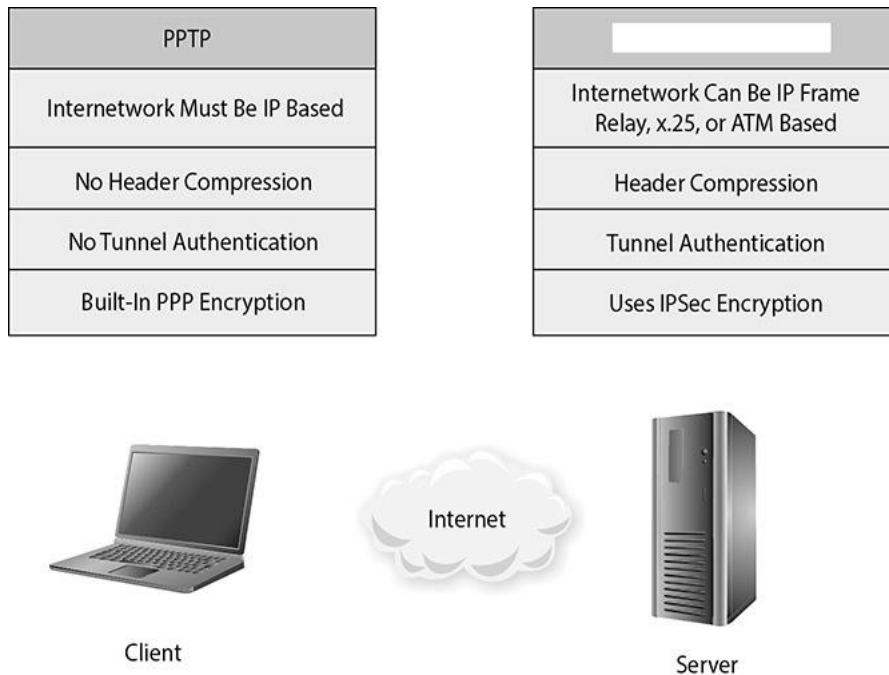 PPTP
Internetwork Must Be IP Based
No Header Compression
No Tunnel Authentication
Built-In PPP Encryption
Internetwork Can Be IP Frame
Relay, x.25, or ATM Based
Header Compression
Tunnel Authentication
Uses IPSec Encryption
Internet
Client
Server